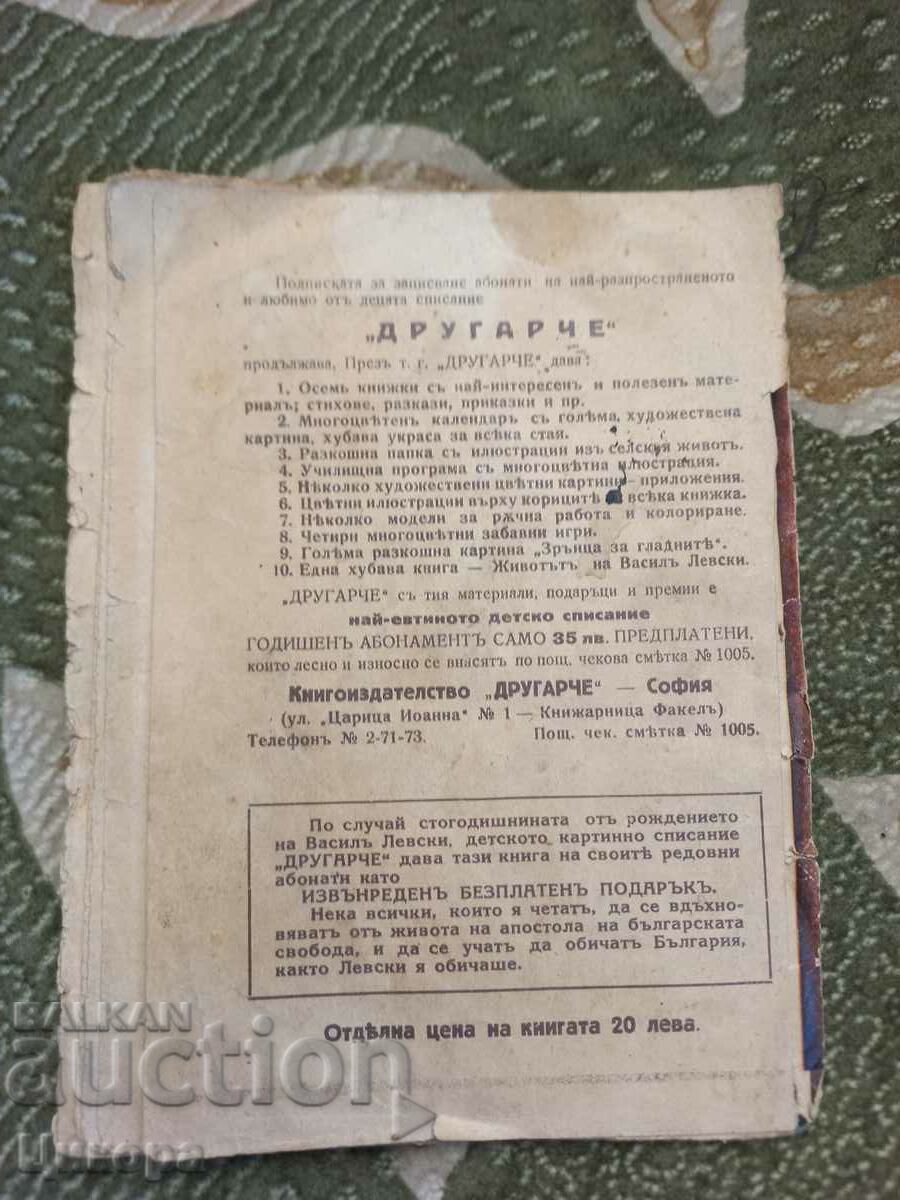 Подписката за записване абонати на най-разпространеното
и любимо отъ децата списание
„ДРУГАРЧЕ“
продължава. Презъ т. г. „ДРУГАРЧЕ“ дава:
1. Осемь книжки съ най-интересенъ и полезенъ мате-
риалъ; стихове, разкази, приказки и пр.
2. Многоцвѣтенъ календаръ съ голѣма, художествена
картина, хубава украса за всѣка стая.
3. Разкошна папка съ илюстрации изъ селския животъ.
4. Училищна програма съ многоцвѣтна илюстрация.
5. Нѣколко художествени цвѣтни картини – приложения.
6. Цвѣтни илюстрации върху кориците на всѣка книжка.
7. Нѣколко модели за рѫчна работа и колориране.
8. Четири многоцвѣтни забавни игри.
9. Голѣма разкошна картина „Зрънца за гладнитѣ“.
10. Една хубава книга — Животътъ на Василъ Левски.
„ДРУГАРЧЕ“ съ тия материали, подаръци и премии е
най-евтиното детско списание
ГОДИШЕНЪ АБОНАМЕНТЪ САМО 35 лв. ПРЕДПЛАТЕНИ,
които лесно и износно се внасятъ по пощ. чекова смѣтка № 1005.
Книгоиздателство „ДРУГАРЧЕ“ — София
(ул. „Царица Иоанна“ № 1 — Книжарница Факелъ)
Телефонъ № 2-71-73. Пощ. чек. смѣтка № 1005.
По случай стогодишнината отъ рождението
на Василъ Левски, детското картинно списание
„ДРУГАРЧЕ“ дава тази книга на своитѣ редовни
абонати като
ИЗВЪНРЕДЕНЪ БЕЗПЛАТЕНЪ ПОДАРЪКЪ.
Нека всички, които я четатъ, да се вдъхно-
вяватъ отъ живота на апостола на българската
свобода, и да се учатъ да обичатъ България,
както Левски я обичаше.
Отдѣлна цена на книгата 20 лева.
BALKAN
auction
Цикора